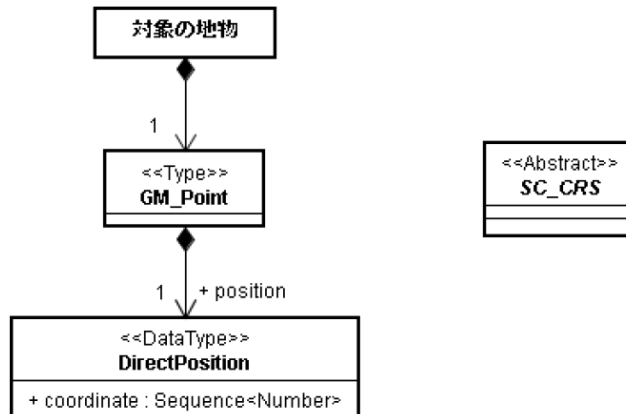 対象の地物
1
<<Type>>
GM_Point
<<Abstract>>
SC_CRS
1 + position
<<DataType>>
DirectPosition
+ coordinate : Sequence<Number>